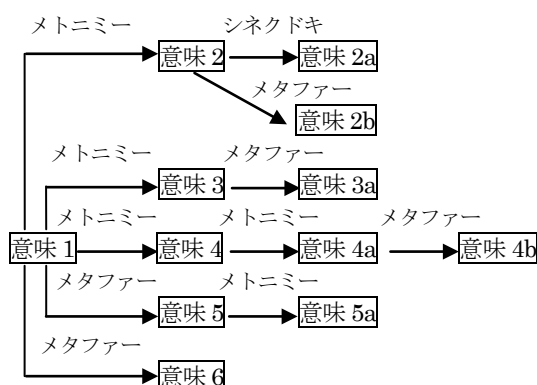 メトニミー シネクドキ
意味 2 意味 2a
メタファー
意味 2b
メトニミー メタファー
意味 3 意味 3a
メトニミー メトニミー メタファー
意味 1 意味 4 意味 4a 意味 4b
メタファー メトニミー
意味 5 意味 5a
メタファー
意味 6